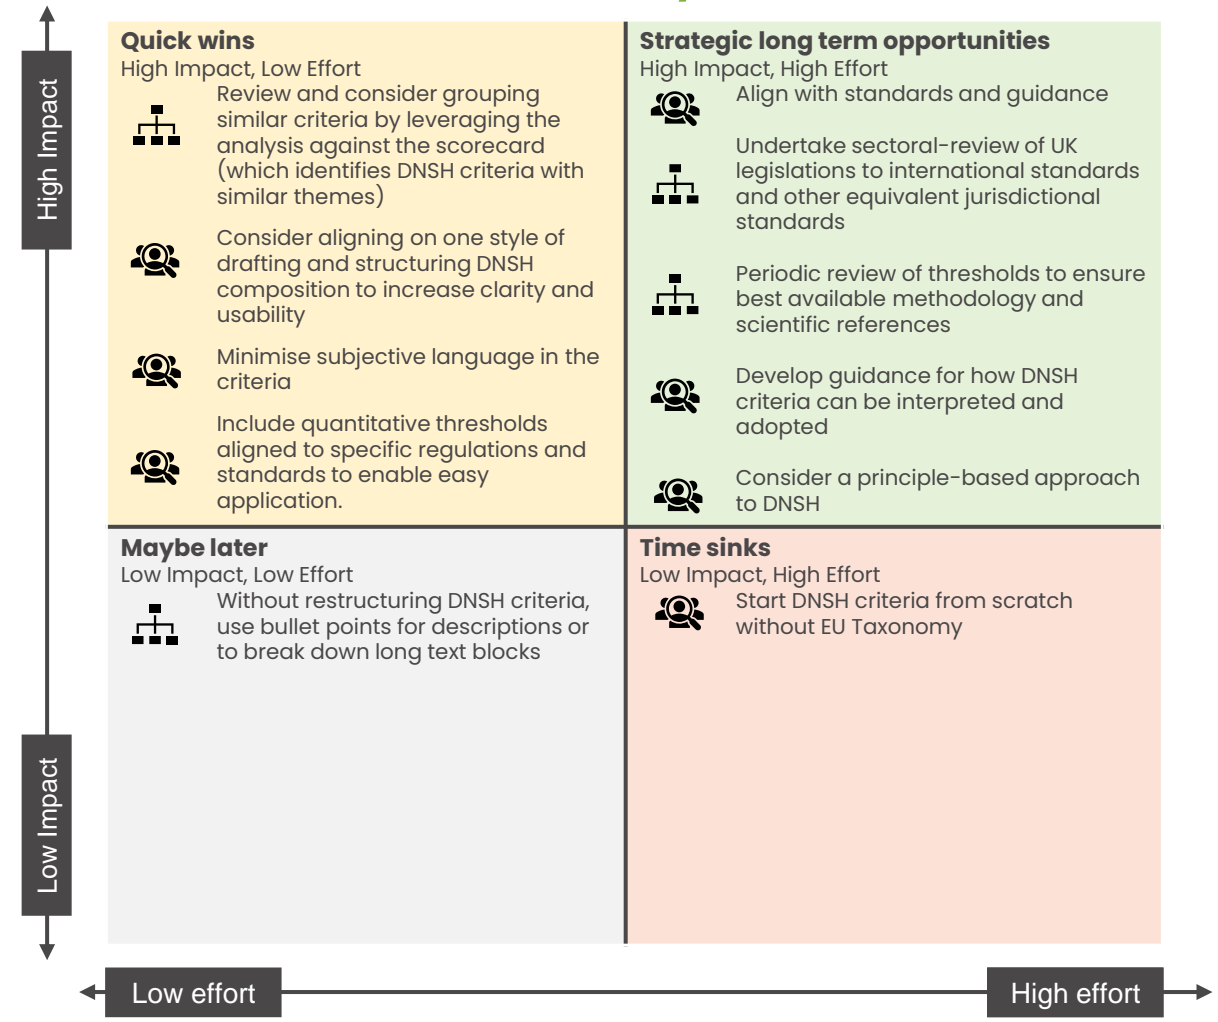 High Impact
Quick wins
High Impact, Low Effort
Review and consider grouping
similar criteria by leveraging the
analysis against the scorecard
(which identifies DNSH criteria with
similar themes)
Consider aligning on one style of
drafting and structuring DNSH
composition to increase clarity and
usability
Minimise subjective language in the
criteria
Include quantitative thresholds
aligned to specific regulations and
standards to enable easy
application.
Strategic long term opportunities
High Impact, High Effort
Align with standards and guidance
Undertake sectoral-review of UK
legislations to international standards
and other equivalent jurisdictional
standards
Periodic review of thresholds to ensure
best available methodology and
scientific references
Develop guidance for how DNSH
criteria can be interpreted and
adopted
Consider a principle-based approach
to DNSH
Low Impact
Maybe later
Low Impact, Low Effort
Without restructuring DNSH criteria,
use bullet points for descriptions or
to break down long text blocks
Time sinks
Low Impact, High Effort
Start DNSH criteria from scratch
without EU Taxonomy
Low effort
High effort